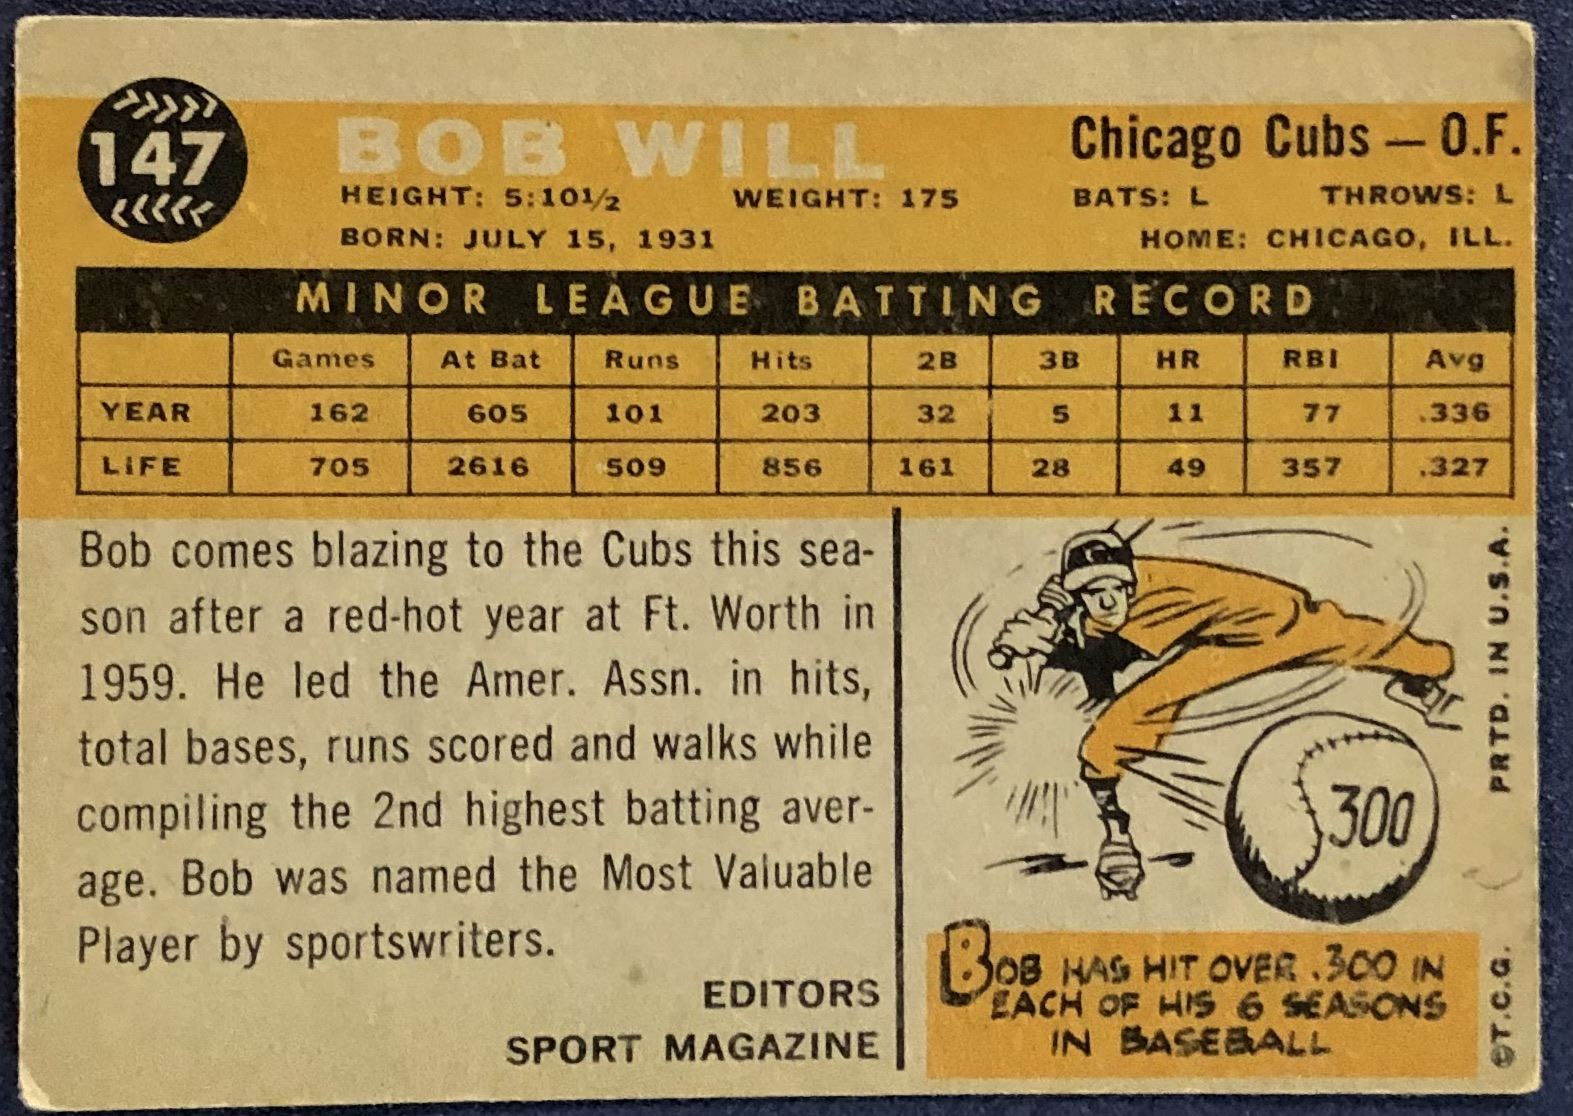 147
BOB WILL
Chicago Cubs — O.F.
HEIGHT: 5:10½ WEIGHT: 175 BATS: L THROWS: L
BORN: JULY 15, 1931 HOME: CHICAGO, ILL.
MINOR LEAGUE BATTING RECORD
Games At Bat Runs Hits 2B 3B HR RBI Avg
YEAR 162 605 101 203 32 5 11 77 .336
LIFE 705 2616 509 856 161 28 49 357 .327
Bob comes blazing to the Cubs this sea-
son after a red-hot year at Ft. Worth in
1959. He led the Amer. Assn. in hits,
total bases, runs scored and walks while
compiling the 2nd highest batting aver-
age. Bob was named the Most Valuable
Player by sportswriters.
EDITORS
SPORT MAGAZINE
300
BOB HAS HIT OVER .300 IN
EACH OF HIS 6 SEASONS
IN BASEBALL
©T.C.G. PRTD. IN U.S.A.